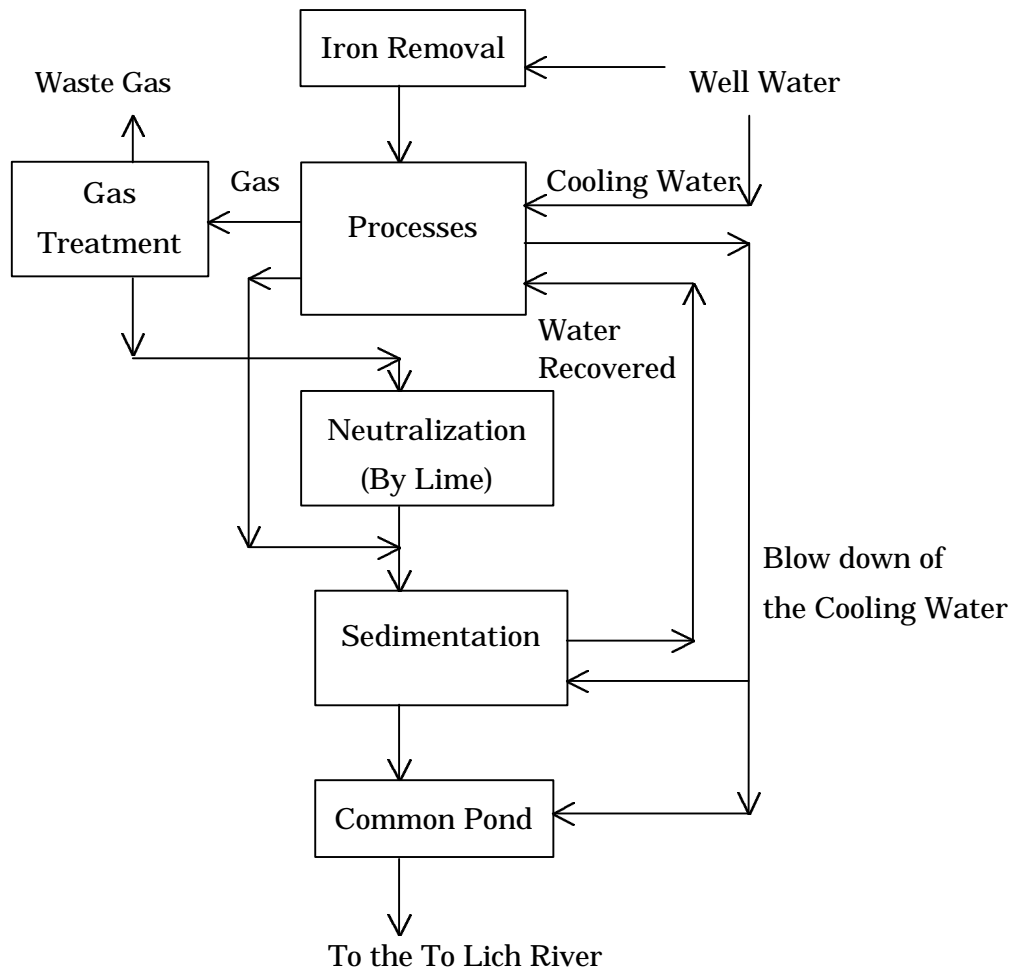 Iron Removal
Waste Gas
Well Water
Gas
Treatment
Gas
Cooling Water
Processes
Water
Recovered
Neutralization
(By Lime)
Blow down of
the Cooling Water
Sedimentation
Common Pond
To the To Lich River